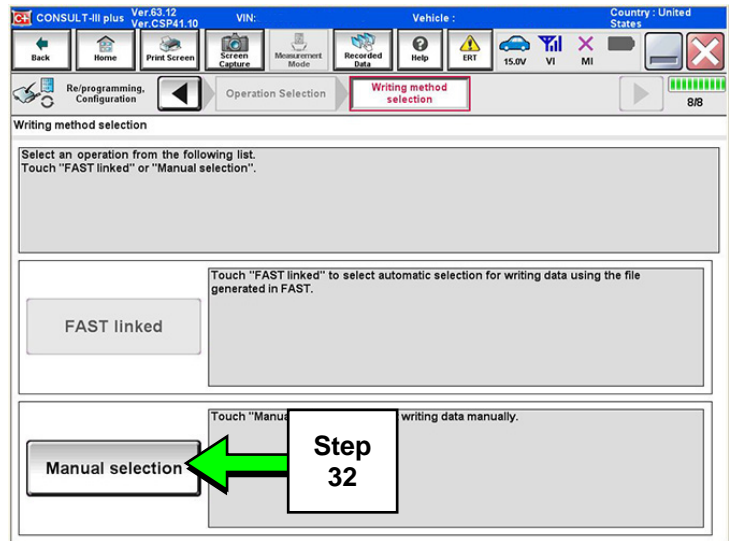 CONSULT-III plus Ver.63.12 Ver.CSP41.10 VIN: Vehicle : Country : United States
Back Home Print Screen Screen Capture Measurement Mode Recorded Data Help ERT 15.0V VI MI
Re/programming, Configuration Operation Selection Writing method selection 8/8
Writing method selection
Select an operation from the following list.
Touch "FAST linked" or "Manual selection".
FAST linked
Touch "FAST linked" to select automatic selection for writing data using the file
generated in FAST.
Manual selection
Touch "Manua writing data manually.
Step
32